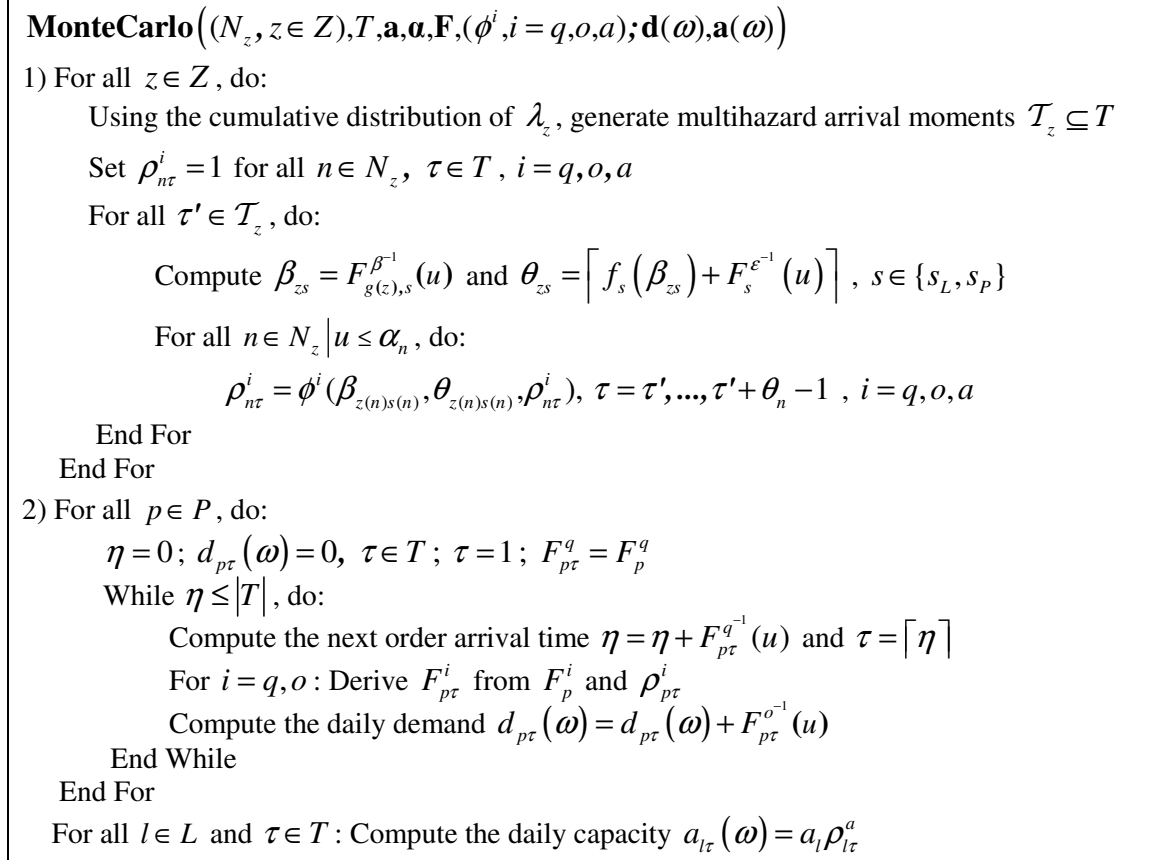 MonteCarlo((N_z, z ∈ Z),T,a,α,F,(ϕ^i,i = q,o,a);d(ω),a(ω))
1) For all z ∈ Z , do:
Using the cumulative distribution of λ_z , generate multihazard arrival moments 𝒯_z ⊆ T
Set ρ^i_{nτ} = 1 for all n ∈ N_z, τ ∈ T , i = q,o,a
For all τ' ∈ 𝒯_z , do:
Compute β_{zs} = F^{β^{-1}}_{g(z),s}(u) and θ_{zs} = ⌈ f_s(β_{zs}) + F_s^{ε^{-1}}(u) ⌉ , s ∈ {s_L, s_P}
For all n ∈ N_z | u ≤ α_n , do:
ρ^i_{nτ} = ϕ^i(β_{z(n)s(n)},θ_{z(n)s(n)},ρ^i_{nτ}), τ = τ',...,τ'+θ_n −1 , i = q,o,a
End For
End For
2) For all p ∈ P , do:
η = 0 ; d_{pτ}(ω) = 0, τ ∈ T ; τ = 1 ; F^q_{pτ} = F^q_p
While η ≤ |T| , do:
Compute the next order arrival time η = η + F^{q^{-1}}_{pτ}(u) and τ = ⌈η⌉
For i = q,o : Derive F^i_{pτ} from F^i_p and ρ^i_{pτ}
Compute the daily demand d_{pτ}(ω) = d_{pτ}(ω) + F^{o^{-1}}_{pτ}(u)
End While
End For
For all l ∈ L and τ ∈ T : Compute the daily capacity a_{lτ}(ω) = a_l ρ^a_{lτ}